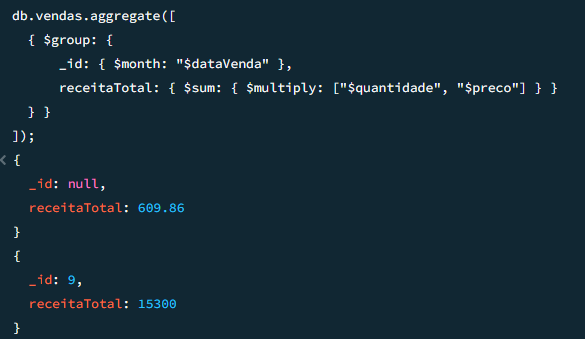 db.vendas.aggregate([
  { $group: {
      _id: { $month: "$dataVenda" },
      receitaTotal: { $sum: { $multiply: ["$quantidade", "$preco"] } }
  } }
]);
< {
  _id: null,
  receitaTotal: 609.86
}
{
  _id: 9,
  receitaTotal: 15300
}